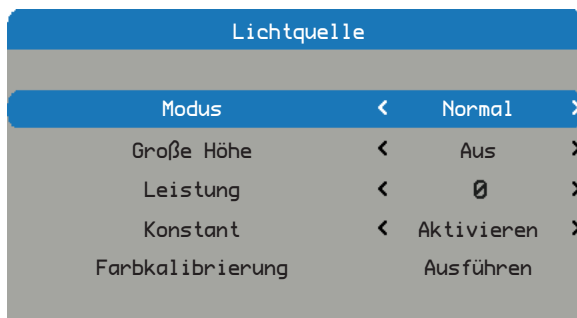 Lichtquelle
Modus < Normal >
Große Höhe < Aus >
Leistung < 0 >
Konstant < Aktivieren >
Farbkalibrierung Ausführen